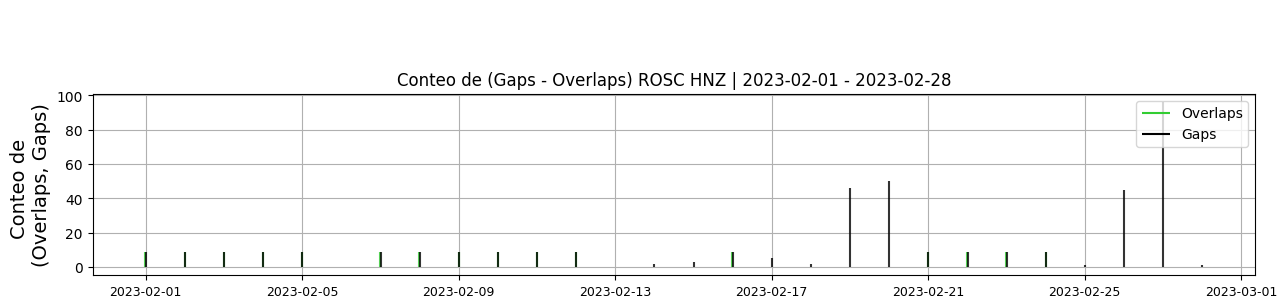 Conteo de (Gaps - Overlaps) ROSC HNZ | 2023-02-01 - 2023-02-28
Conteo de
(Overlaps, Gaps)
100
80
60
40
20
0
Overlaps
Gaps
2023-02-01
2023-02-05
2023-02-09
2023-02-13
2023-02-17
2023-02-21
2023-02-25
2023-03-01